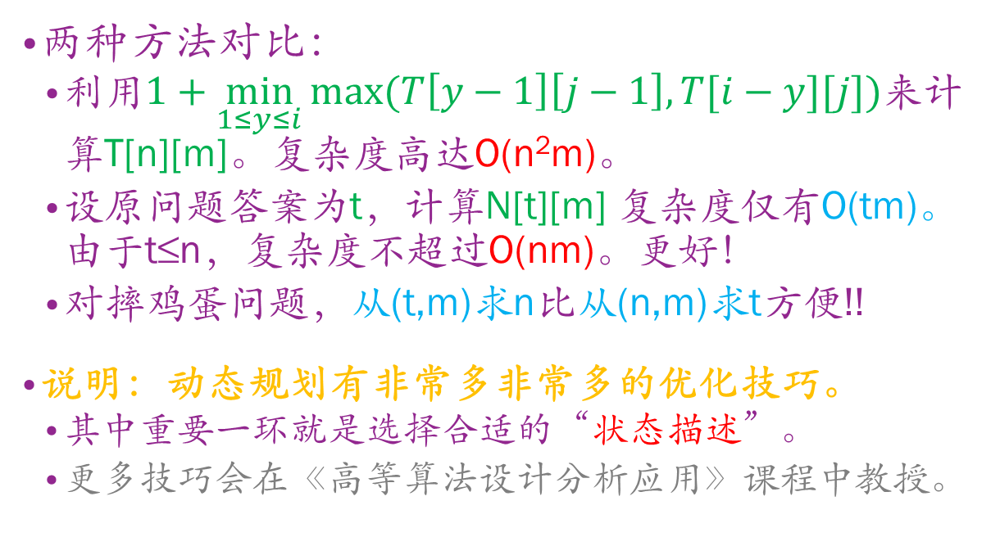 •两种方法对比：
•利用1 + min max(T[y − 1][j − 1], T[i − y][j])来计
1≤y≤i
算T[n][m]。复杂度高达O(n²m)。
•设原问题答案为t，计算N[t][m] 复杂度仅有O(tm)。
由于t≤n，复杂度不超过O(nm)。更好！
•对摔鸡蛋问题，从(t,m)求n比从(n,m)求t方便!!
•说明：动态规划有非常多非常多的优化技巧。
•其中重要一环就是选择合适的“状态描述”。
•更多技巧会在《高等算法设计分析应用》课程中教授。